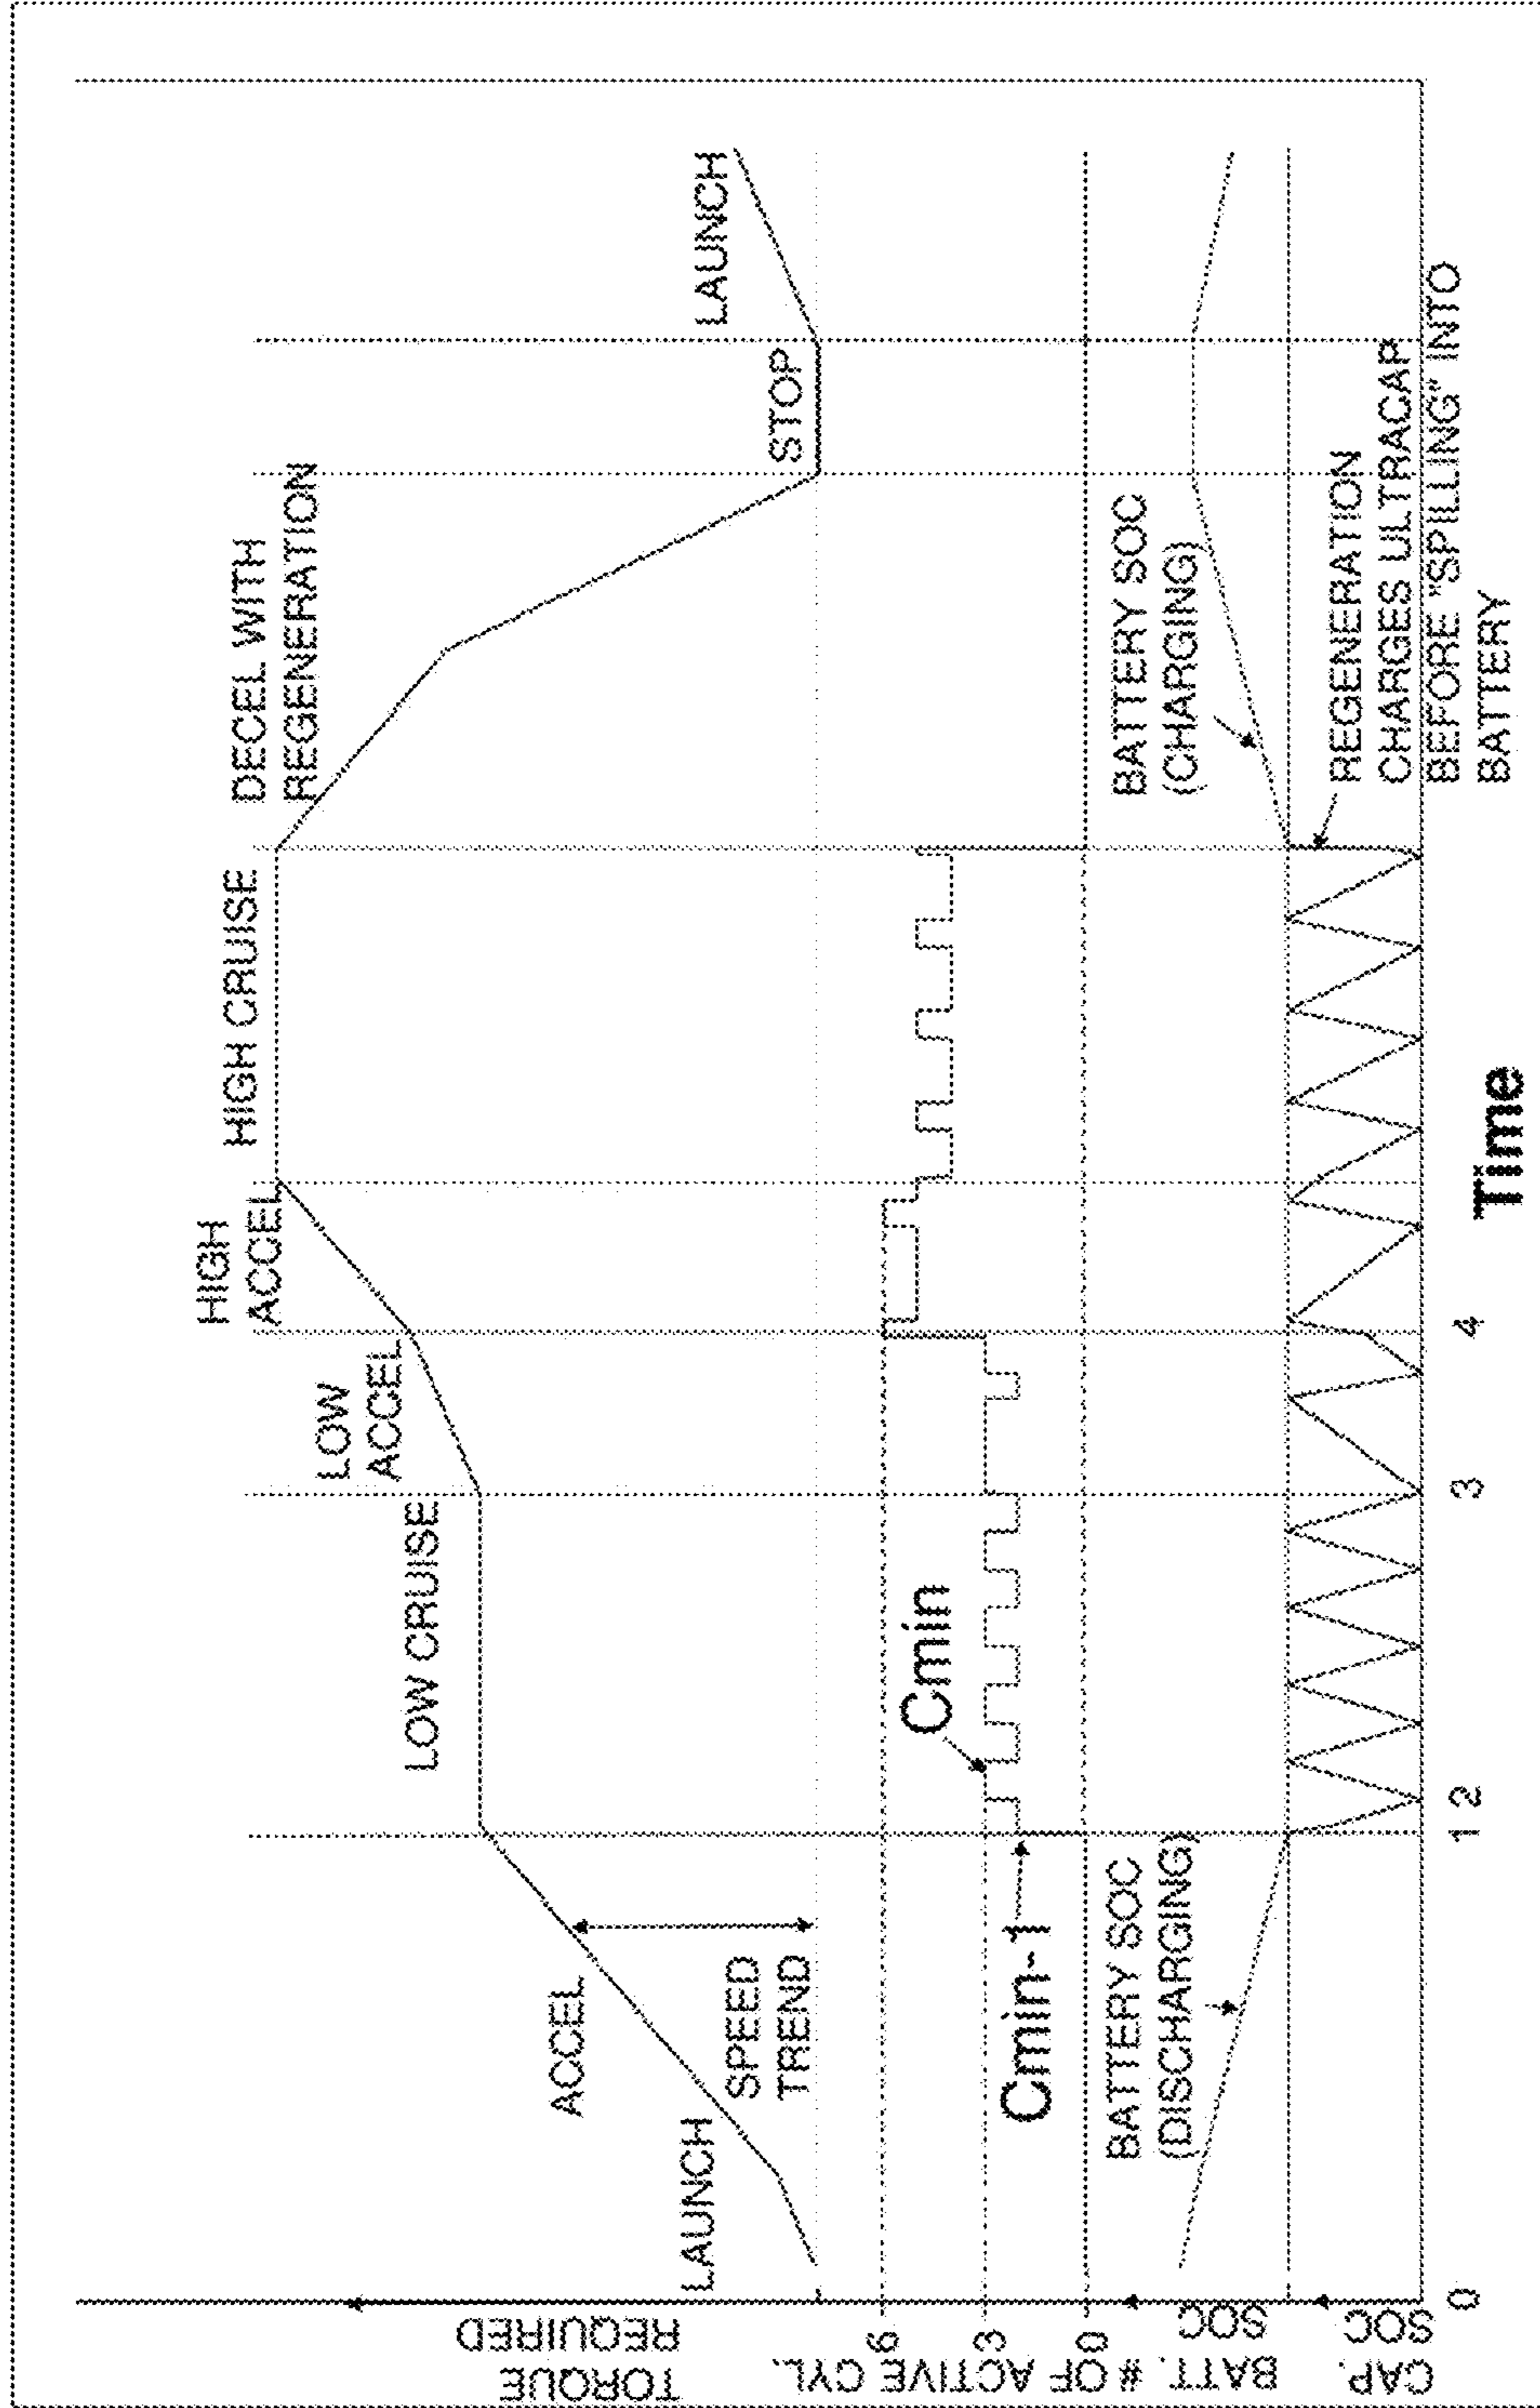 TORQUE
REQUIRED
# OF ACTIVE CYL.
6
3
0
BATT.
SOC
CAP.
SOC
LAUNCH
ACCEL
SPEED
TREND
LOW CRUISE
LOW
ACCEL
HIGH
ACCEL
HIGH CRUISE
DECEL WITH
REGENERATION
STOP
LAUNCH
Cmin-1
Cmin
BATTERY SOC
(DISCHARGING)
BATTERY SOC
(CHARGING)
REGENERATION
CHARGES ULTRACAP
BEFORE "SPILLING" INTO
BATTERY
0
1 2
3
4
Time